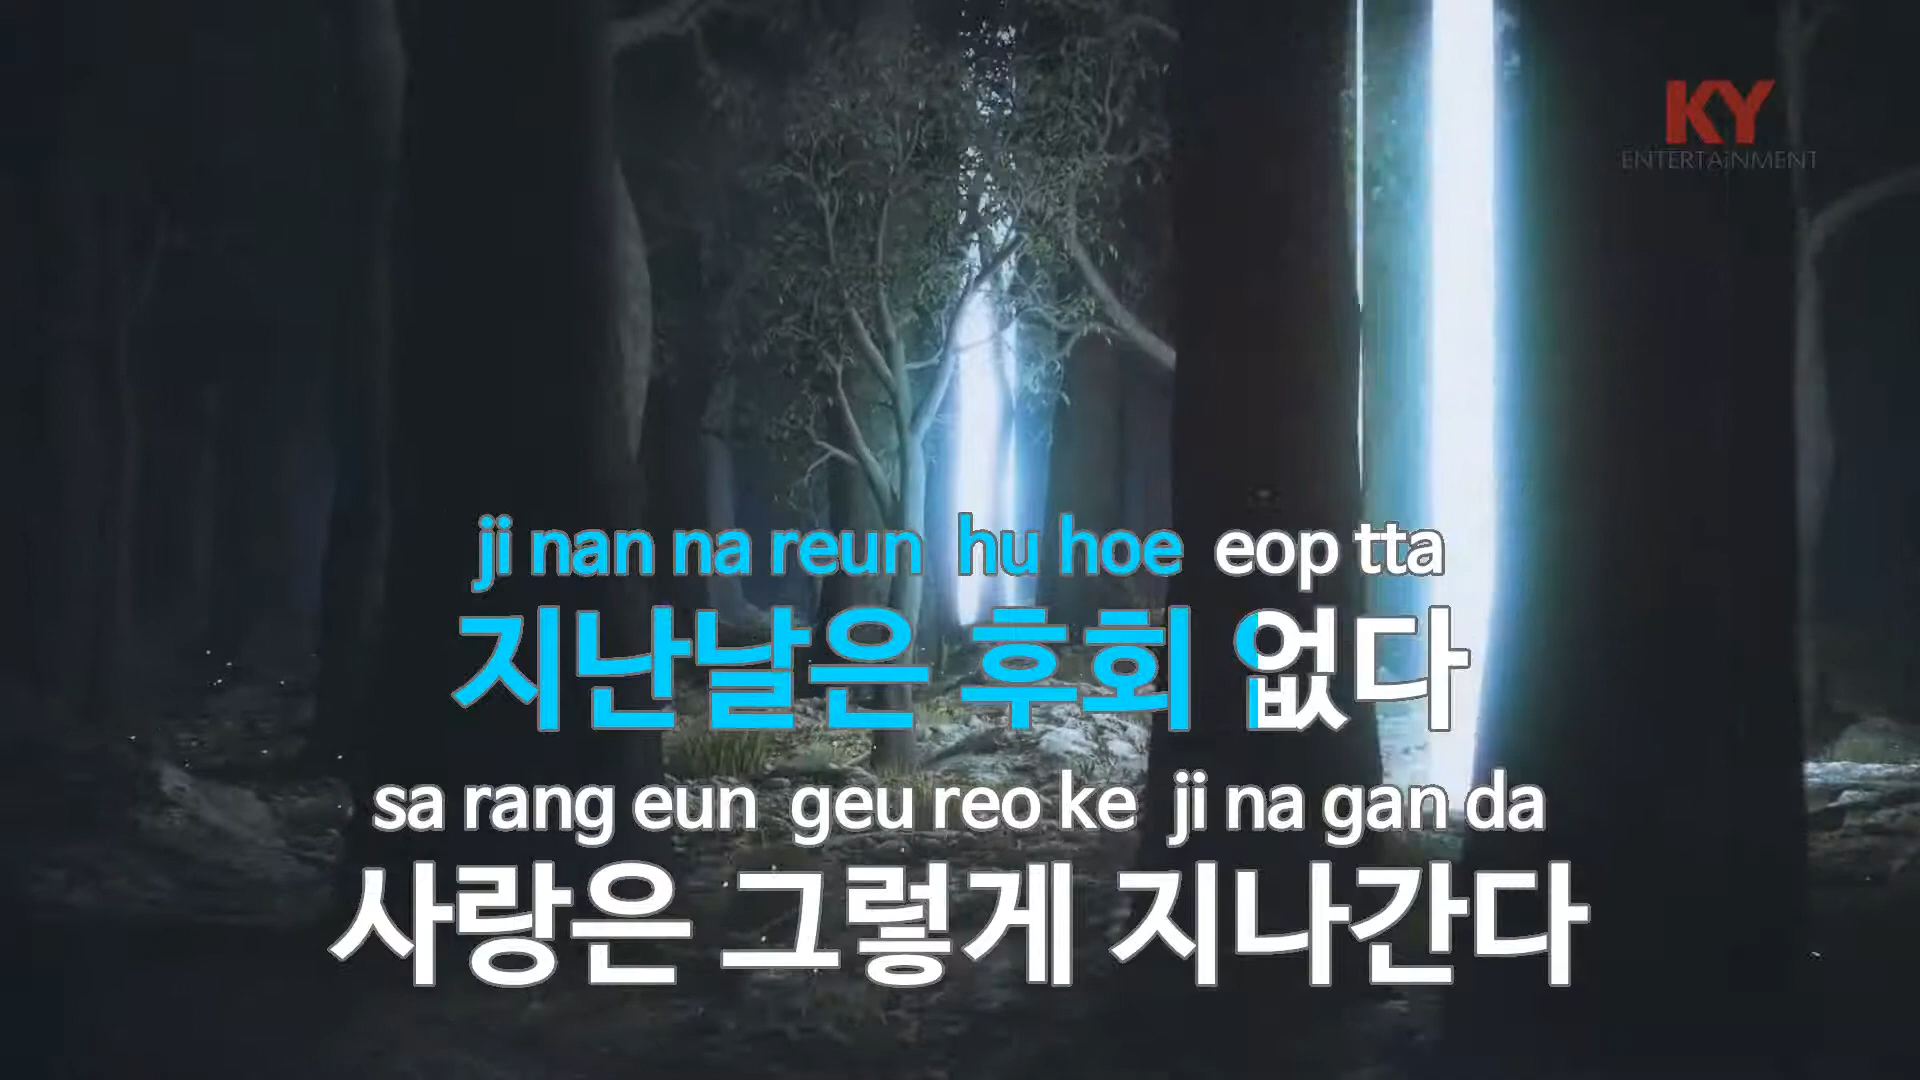 KY
ENTERTAiNMENT
ji nan na reun hu hoe eop tta
지난날은 후회 없다
sa rang eun geu reo ke ji na gan da
사랑은 그렇게 지나간다